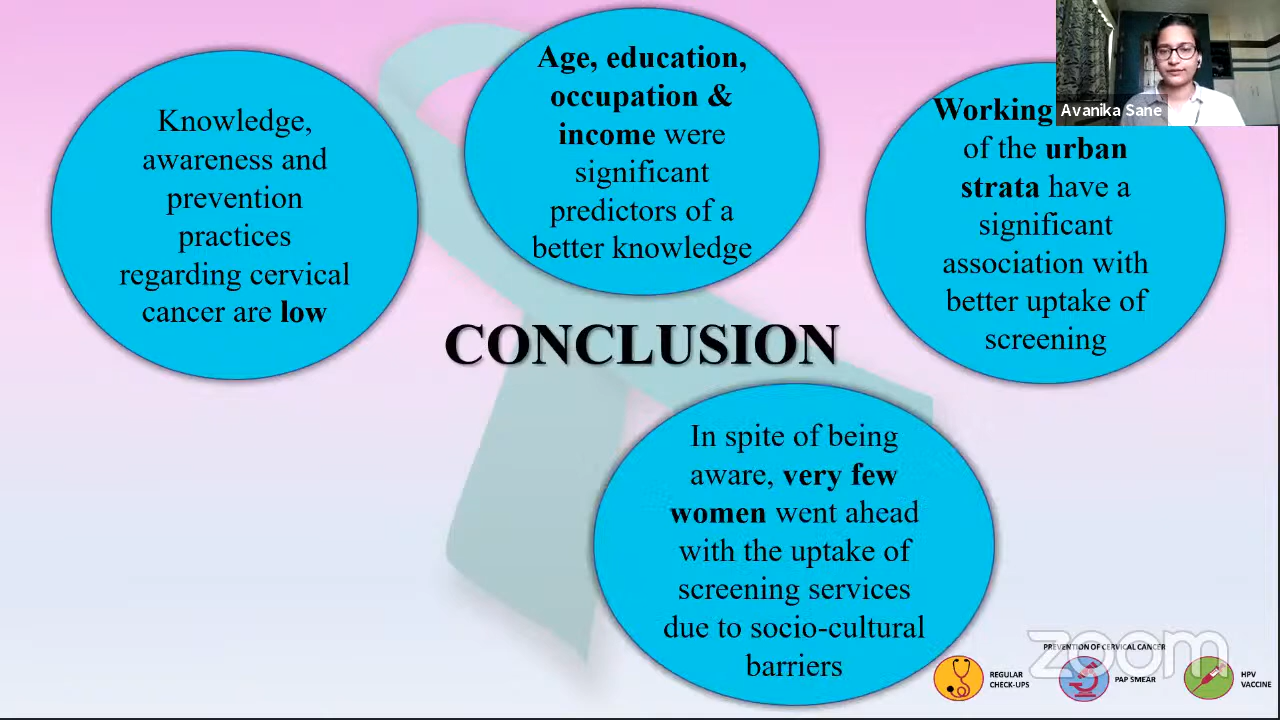 Knowledge,
awareness and
prevention
practices
regarding cervical
cancer are low
Age, education,
occupation &
income were
significant
predictors of a
better knowledge
Working
of the urban
strata have a
significant
association with
better uptake of
screening
Avanika Sane
CONCLUSION
In spite of being
aware, very few
women went ahead
with the uptake of
screening services
due to socio-cultural
barriers
zoom
PREVENTION OF CERVICAL CANCER
REGULAR
CHECK-UPS
PAP SMEAR
HPV
VACCINE